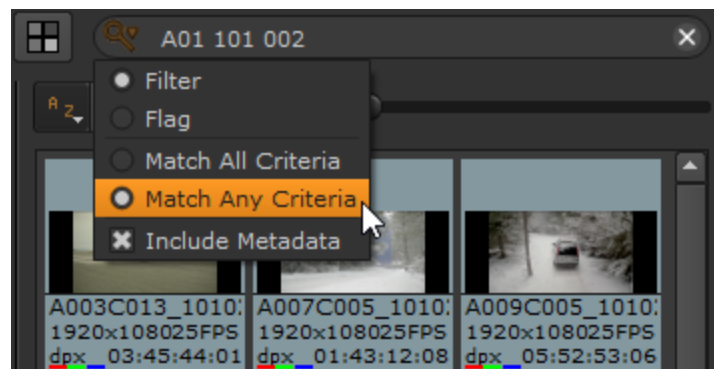 A01 101 002
Filter
A Z
Flag
Match All Criteria
Match Any Criteria
Include Metadata
A003C013_1010: A007C005_1010: A009C005_1010:
1920x108025FPS 1920x108025FPS 1920x108025FPS
dpx 03:45:44:01 dpx 01:43:12:08 dpx 05:52:53:06